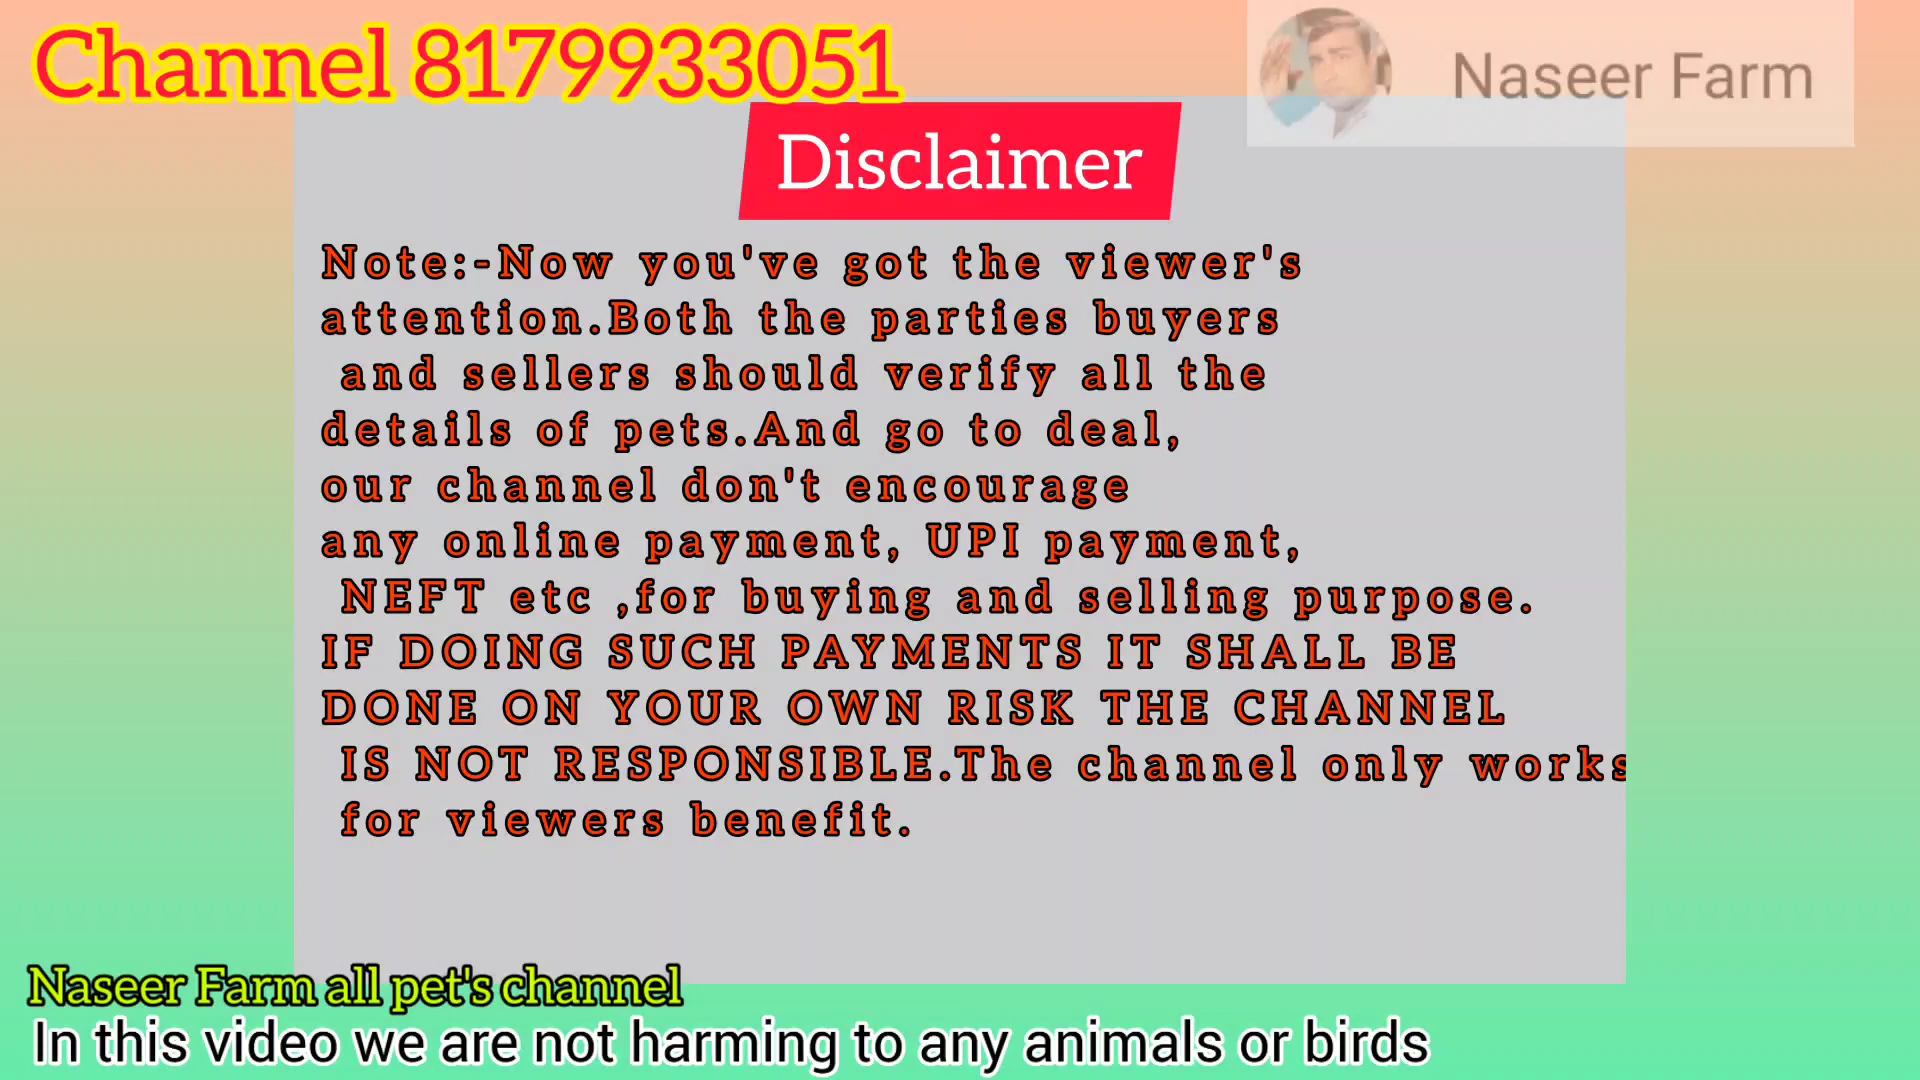 Channel 8179933051
Naseer Farm
Disclaimer
Note:-Now you've got the viewer's
attention.Both the parties buyers
and sellers should verify all the
details of pets.And go to deal,
our channel don't encourage
any online payment, UPI payment,
NEFT etc ,for buying and selling purpose.
IF DOING SUCH PAYMENTS IT SHALL BE
DONE ON YOUR OWN RISK THE CHANNEL
IS NOT RESPONSIBLE.The channel only works
for viewers benefit.
Naseer Farm all pet's channel
In this video we are not harming to any animals or birds